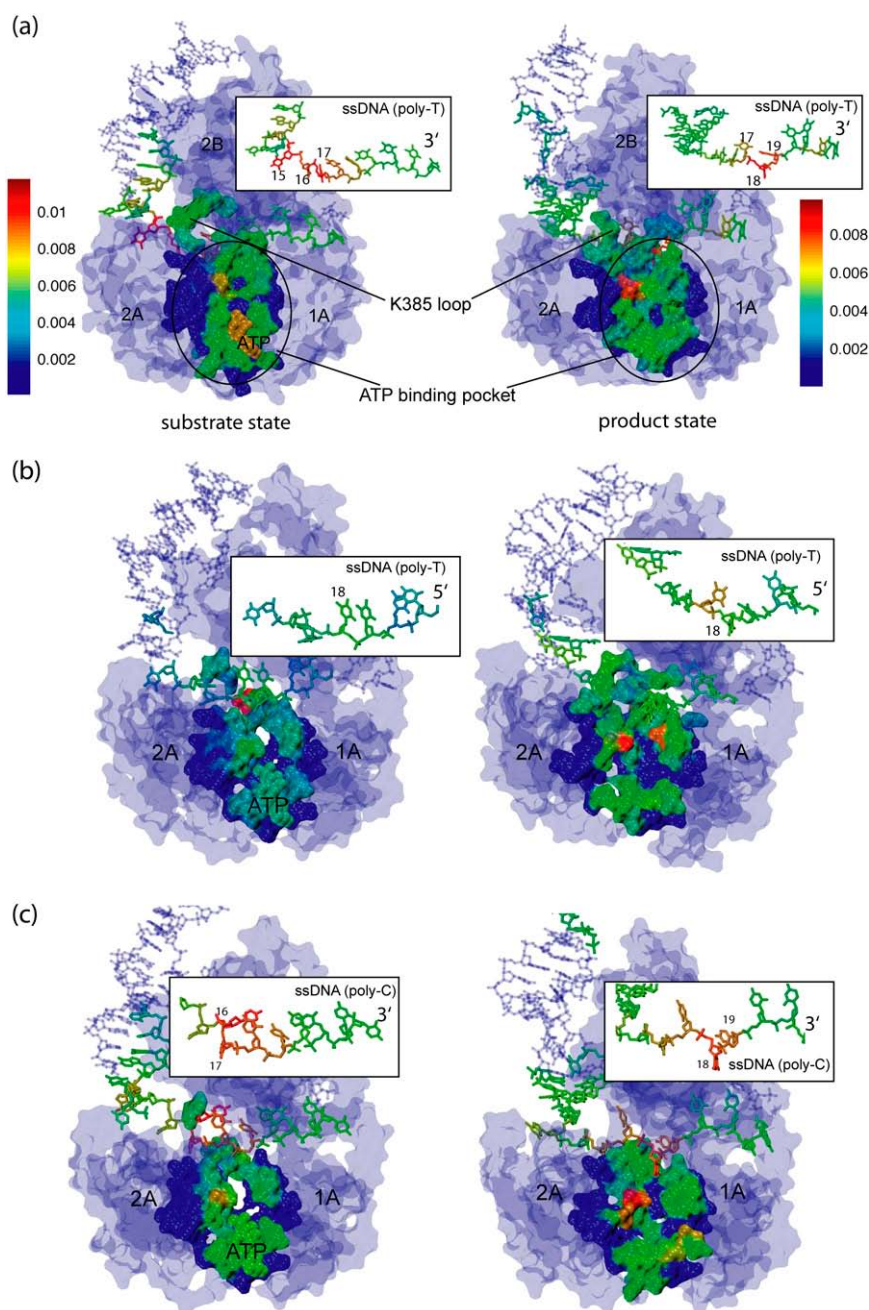 (a)
ssDNA (poly-T)
3'
17
15
16
2B
ssDNA (poly-T)
3'
17
19
18
2B
0.01
0.008
0.006
0.004
0.002
0.01
0.008
0.006
0.004
0.002
K385 loop
2A
1A
ATP
2A
1A
ATP binding pocket
substrate state
product state
(b)
ssDNA (poly-T)
18
5'
ssDNA (poly-T)
5'
18
2A
1A
ATP
2A
1A
(c)
ssDNA (poly-C)
16
3'
17
19
3'
18
ssDNA (poly-C)
2A
1A
ATP
2A
1A